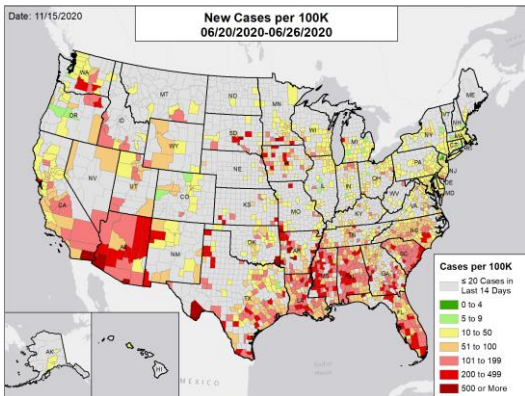 Date: 11/15/2020
New Cases per 100K
06/20/2020-06/26/2020
WA
MT
ND
MN
ME
OR
ID
SD
WI
MI
NY
VT
NH
MA
CT
WY
NE
IA
PA
NJ
NV
UT
CO
KS
MO
IL
IN
OH
WV
VA
DE
MD
CA
KY
AZ
NM
OK
AR
TN
NC
SC
TX
LA
MS
AL
GA
FL
AK
HI
MEXICO
Gulf of
Mexico
Cases per 100K
≤ 20 Cases in
Last 14 Days
0 to 4
5 to 9
10 to 50
51 to 100
101 to 199
200 to 499
500 or More